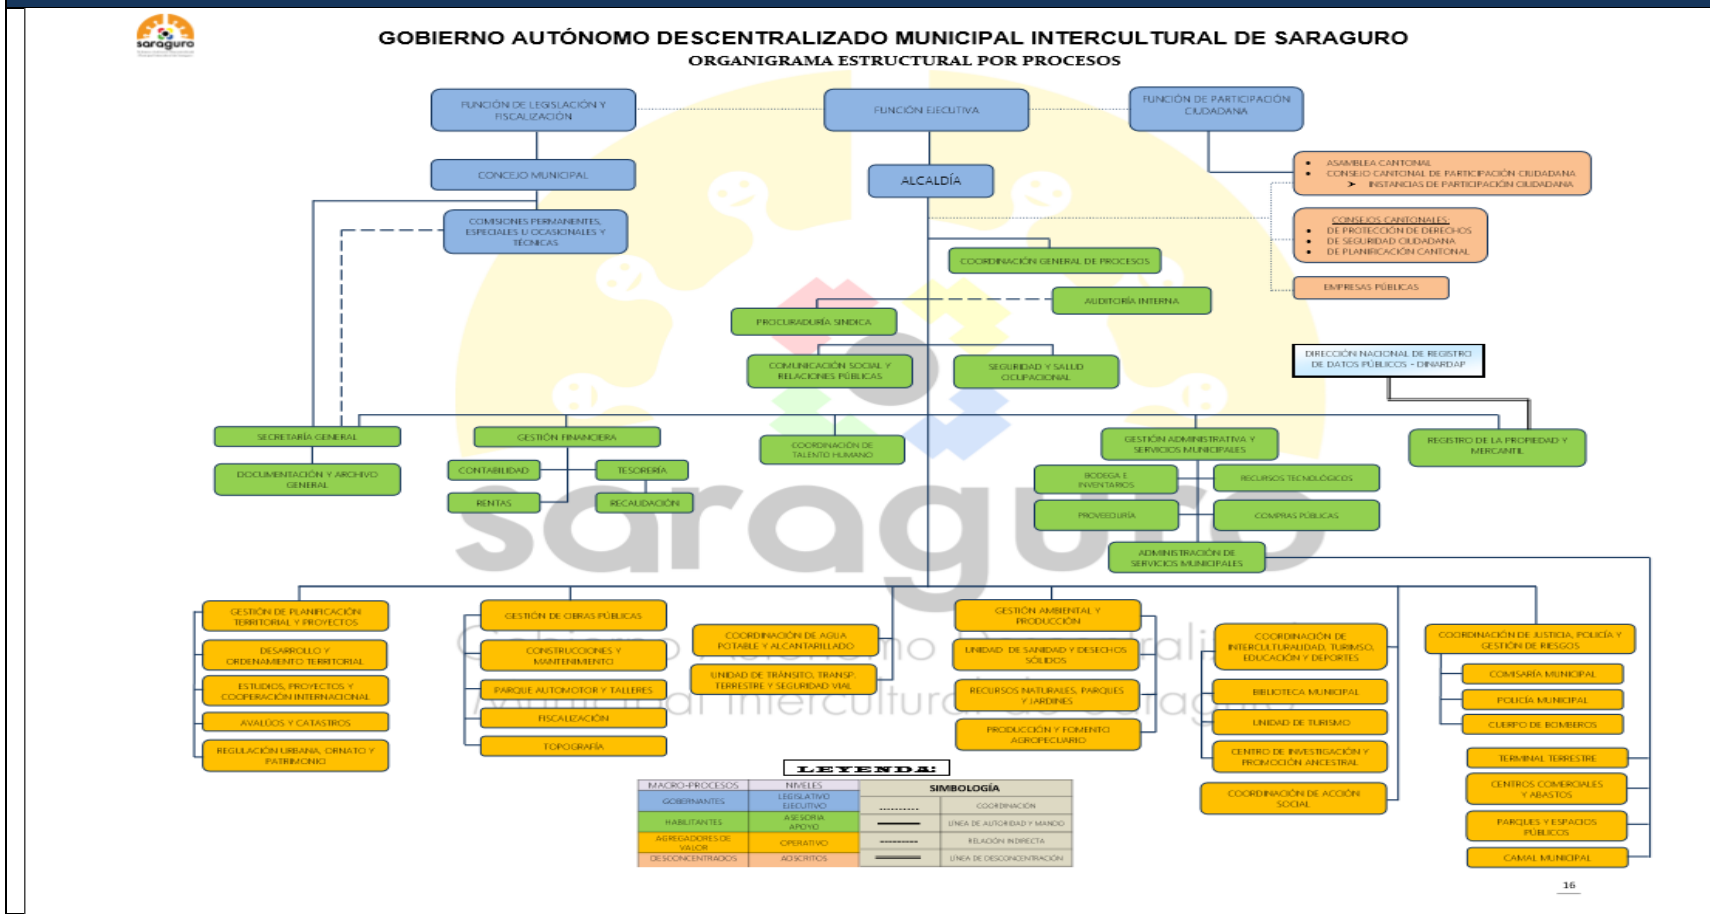 saraguro
GOBIERNO AUTÓNOMO DESCENTRALIZADO MUNICIPAL INTERCULTURAL DE SARAGURO
ORGANIGRAMA ESTRUCTURAL POR PROCESOS
FUNCIÓN DE LEGISLACIÓN Y
FISCALIZACIÓN
FUNCIÓN EJECUTIVA
FUNCIÓN DE PARTICIPACIÓN
CIUDADANA
CONCEJO MUNICIPAL
ALCALDÍA
• ASAMBLEA CANTONAL
• CONSEJO CANTONAL DE PARTICIPACIÓN CIUDADANA
➤ INSTANCIAS DE PARTICIPACIÓN CIUDADANA
COMISIONES PERMANENTES,
ESPECIALES U OCASIONALES Y
TÉCNICAS
CONSEJOS CANTONALES:
• DE PROTECCIÓN DE DERECHOS
• DE SEGURIDAD CIUDADANA
• DE PLANIFICACIÓN CANTONAL
COORDINACIÓN GENERAL DE PROCESOS
EMPRESAS PÚBLICAS
AUDITORÍA INTERNA
PROCURADURÍA SINDICA
COMUNICACIÓN SOCIAL Y
RELACIONES PÚBLICAS
SEGURIDAD Y SALUD
OCUPACIONAL
DIRECCIÓN NACIONAL DE REGISTRO
DE DATOS PÚBLICOS - DINARDAP
SECRETARÍA GENERAL
DOCUMENTACIÓN Y ARCHIVO
GENERAL
GESTIÓN FINANCIERA
CONTABILIDAD
TESORERÍA
RENTAS
RECAUDACIÓN
COORDINACIÓN DE
TALENTO HUMANO
GESTIÓN ADMINISTRATIVA Y
SERVICIOS MUNICIPALES
BODEGA E
INVENTARIOS
RECURSOS TECNOLÓGICOS
PROVEEDURÍA
COMPRAS PÚBLICAS
ADMINISTRACIÓN DE
SERVICIOS MUNICIPALES
REGISTRO DE LA PROPIEDAD Y
MERCANTIL
saraguro
Gobierno Autónomo
Municipal Intercultural de Saraguro
GESTIÓN DE PLANIFICACIÓN
TERRITORIAL Y PROYECTOS
DESARROLLO Y
ORDENAMIENTO TERRITORIAL
ESTUDIOS, PROYECTOS Y
COOPERACIÓN INTERNACIONAL
AVALÚOS Y CATASTROS
REGULACIÓN URBANA, ORNATO Y
PATRIMONIO
GESTIÓN DE OBRAS PÚBLICAS
CONSTRUCCIONES Y
MANTENIMIENTO
PARQUE AUTOMOTOR Y TALLERES
FISCALIZACIÓN
TOPOGRAFÍA
COORDINACIÓN DE AGUA
POTABLE Y ALCANTARILLADO
UNIDAD DE TRÁNSITO, TRANSP.
TERRESTRE Y SEGURIDAD VIAL
GESTIÓN AMBIENTAL Y
PRODUCCIÓN
UNIDAD DE SANIDAD Y DESECHOS
SÓLIDOS
RECURSOS NATURALES, PARQUES
Y JARDINES
PRODUCCIÓN Y FOMENTO
AGROPECUARIO
COORDINACIÓN DE
INTERCULTURALIDAD, TURIMSO,
EDUCACIÓN Y DEPORTES
BIBLIOTECA MUNICIPAL
UNIDAD DE TURISMO
CENTRO DE INVESTIGACIÓN Y
PROMOCIÓN ANCESTRAL
COORDINACIÓN DE ACCIÓN
SOCIAL
COORDINACIÓN DE JUSTICIA, POLICÍA Y
GESTIÓN DE RIESGOS
COMISARÍA MUNICIPAL
POLICÍA MUNICIPAL
CUERPO DE BOMBEROS
TERMINAL TERRESTRE
CENTROS COMERCIALES
Y ABASTOS
PARQUES Y ESPACIOS
PÚBLICOS
CAMAL MUNICIPAL
LEYENDA:
MACRO-PROCESOS NIVELES SIMBOLOGÍA
GOBERNANTES LEGISLATIVO
EJECUTIVO COORDINACIÓN
HABILITANTES ASESORIA
APOYO LÍNEA DE AUTORIDAD Y MANDO
AGREGADORES DE
VALOR OPERATIVO RELACIÓN INDIRECTA
DESCONCENTRADOS ADSCRITOS LÍNEA DE DESCONCENTRACIÓN
16